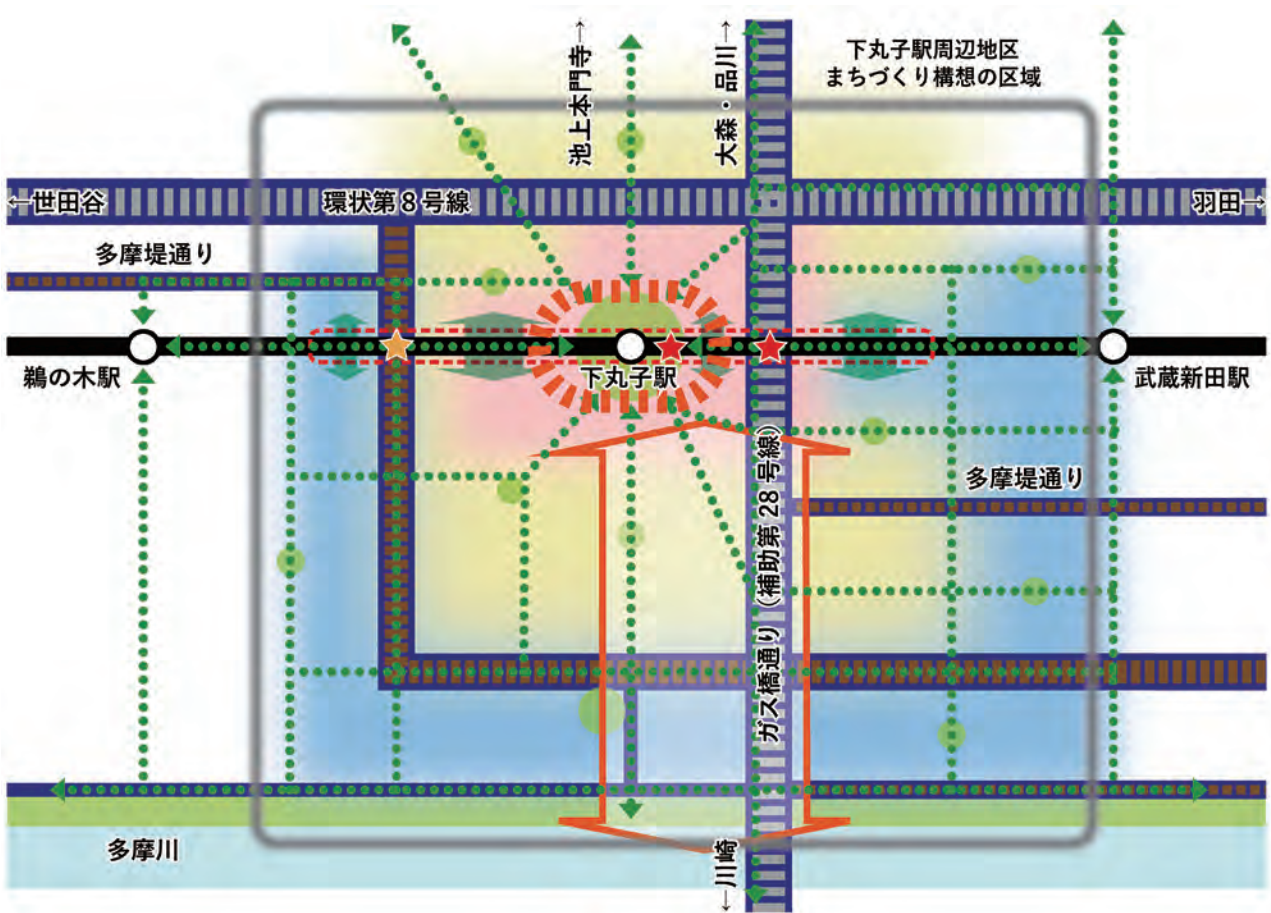 池上本門寺→
大森・品川→
下丸子駅周辺地区
まちづくり構想の区域
←世田谷
環状第8号線
羽田→
多摩堤通り
鵜の木駅
下丸子駅
武蔵新田駅
ガス橋通り（補助第28号線）
多摩堤通り
多摩川
←川崎